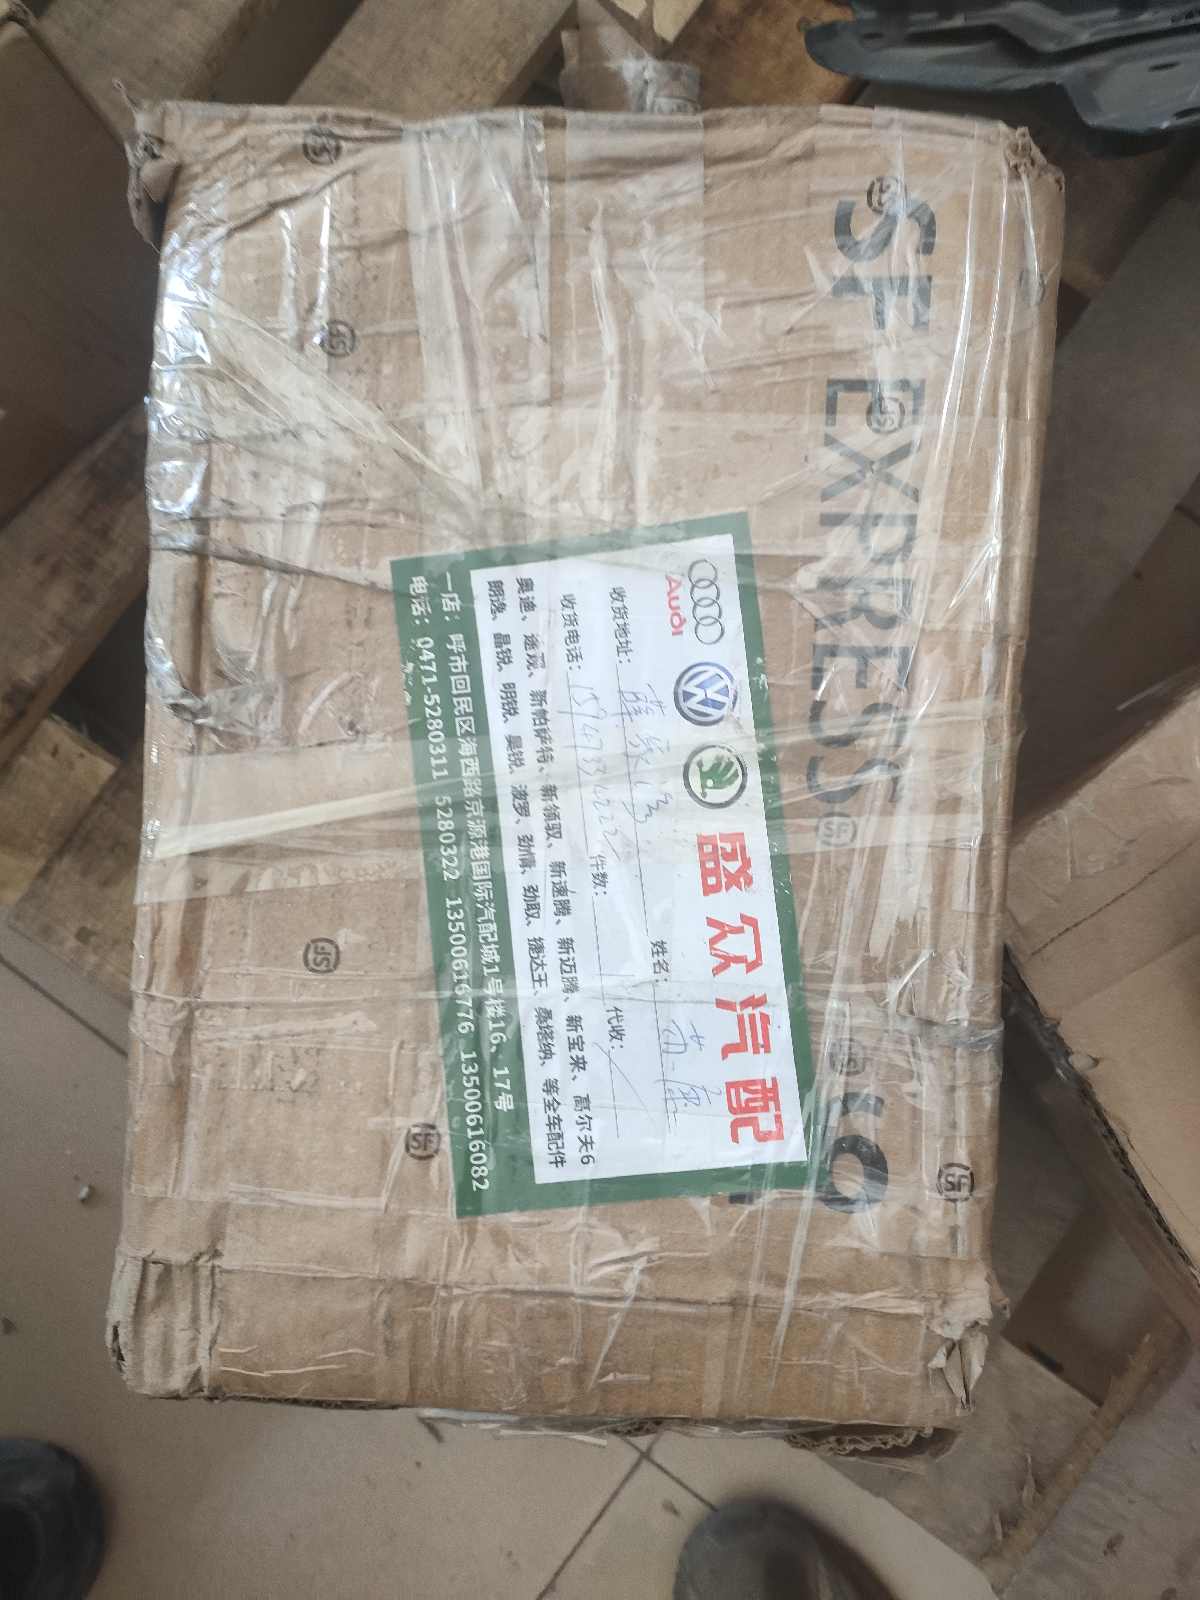 SF EXPRESS
Audi
盛众汽配
收货地址：
姓名：
收货电话：
件数：1
代收：
奥迪、途观、新帕萨特、新领驭、新速腾、新迈腾、新宝来、高尔夫6
朗逸、晶锐、明锐、昊锐、波罗、劲情、劲取、捷达王、桑塔纳、等全车配件
一店：呼市回民区海西路京源港国际汽配城1号楼16、17号
电话：0471-5280311 5280322 13500616776 13500616082
SF